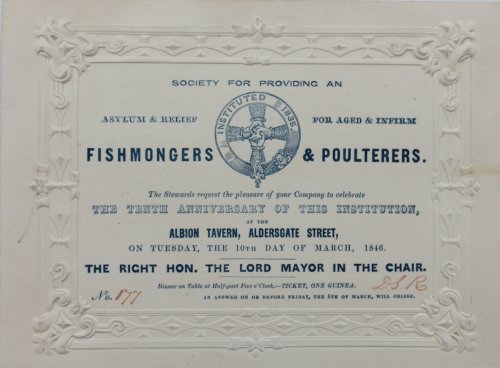 SOCIETY FOR PROVIDING AN
INSTITUTED 1835.
ASYLUM & RELIEF FOR AGED & INFIRM
FISHMONGERS & POULTERERS.
The Stewards request the pleasure of your Company to celebrate
THE TENTH ANNIVERSARY OF THIS INSTITUTION,
AT THE
ALBION TAVERN, ALDERSGATE STREET,
ON TUESDAY, THE 10TH DAY OF MARCH, 1846.
THE RIGHT HON. THE LORD MAYOR IN THE CHAIR.
Dinner on Table at Half-past Five o'Clock.—TICKET, ONE GUINEA.
No. 177
AN ANSWER ON OR BEFORE FRIDAY, THE 6TH OF MARCH, WILL OBLIGE.